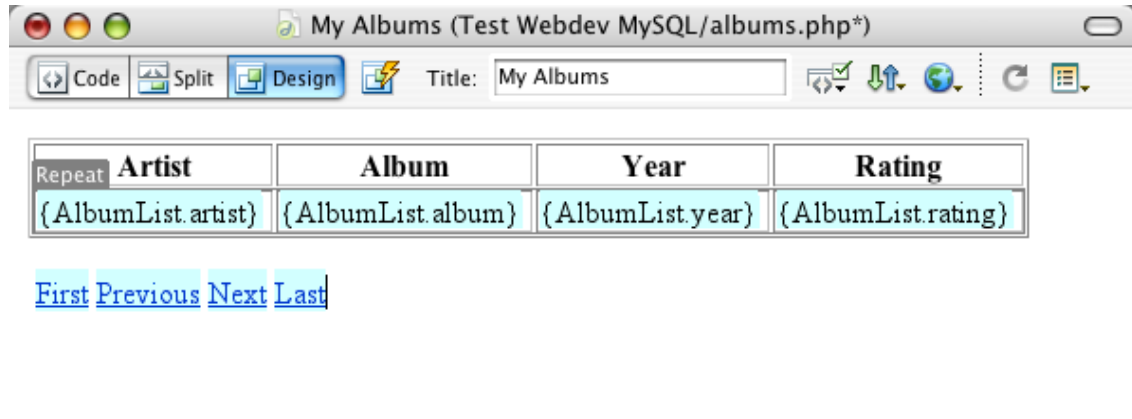 My Albums (Test Webdev MySQL/albums.php*)
Code Split Design Title: My Albums
Repeat Artist Album Year Rating
{AlbumList.artist} {AlbumList.album} {AlbumList.year} {AlbumList.rating}
First Previous Next Last